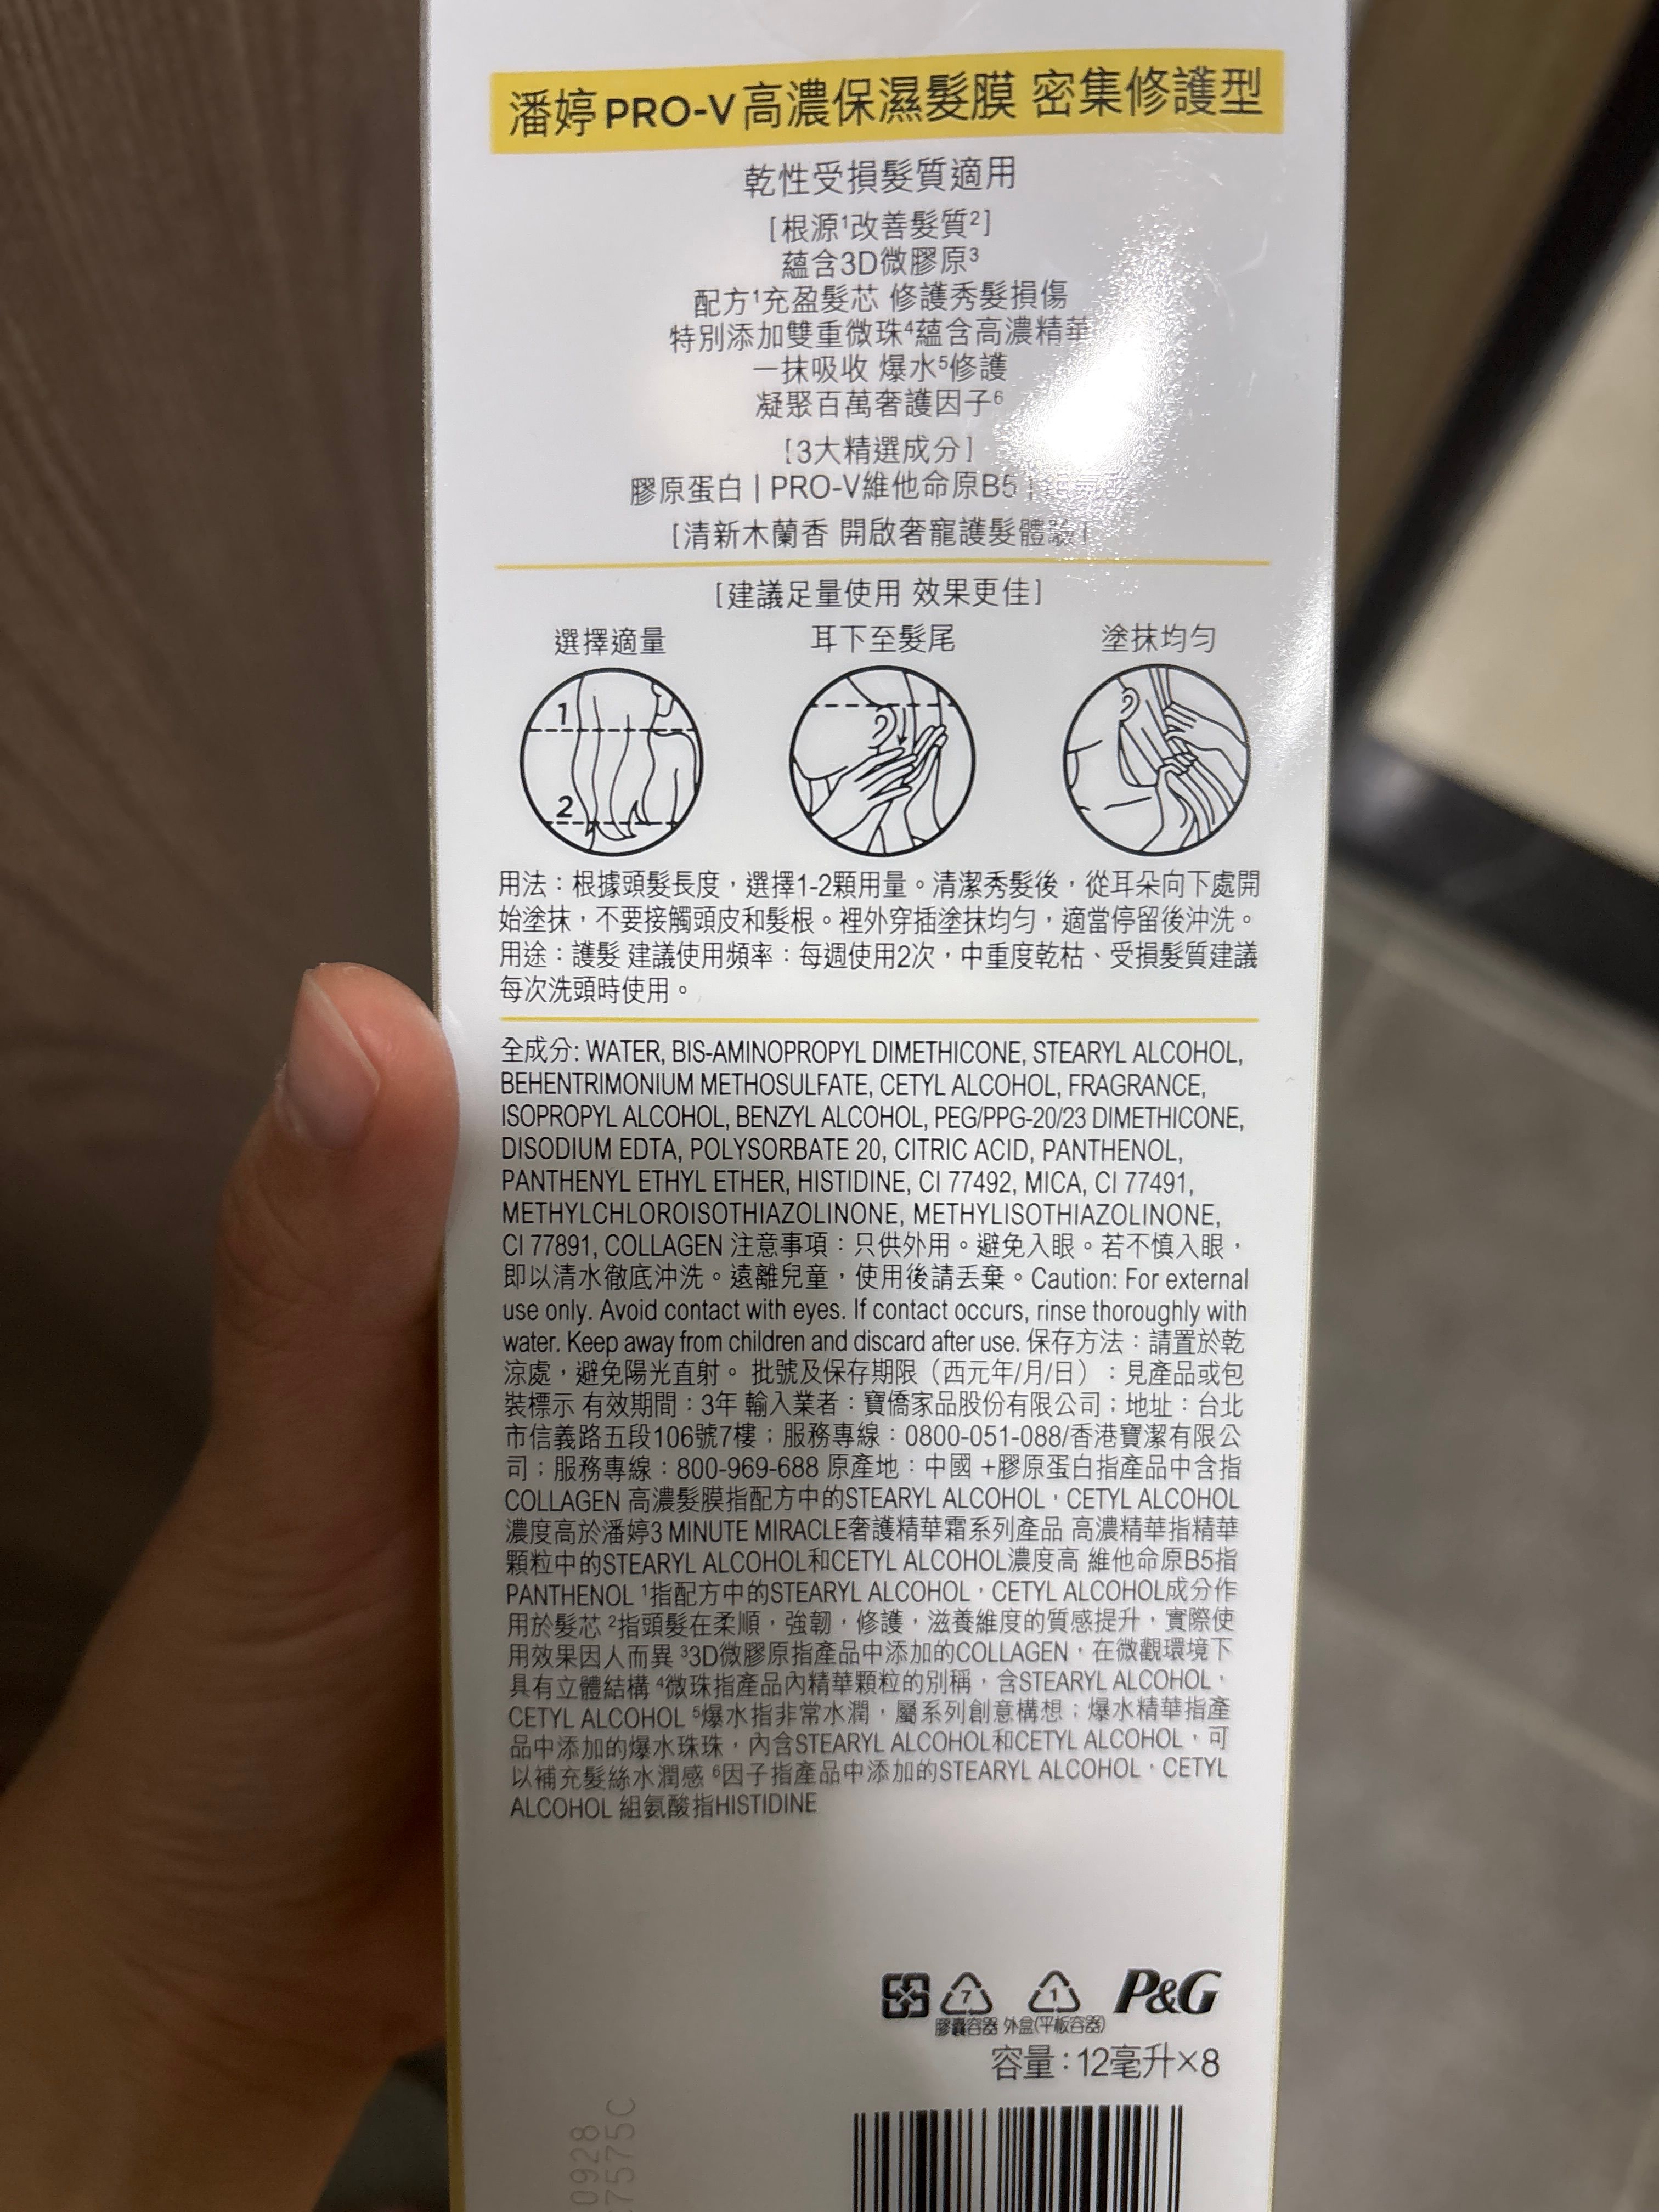 潘婷PRO-V高濃保濕髮膜 密集修護型
乾性受損髮質適用
[根源¹改善髮質²]
蘊含3D微膠原³
配方¹充盈髮芯 修護秀髮損傷
特別添加雙重微珠⁴蘊含高濃精華
一抹吸收 爆水⁵修護
凝聚百萬奢護因子⁶
[3大精選成分]
膠原蛋白 | PRO-V維他命原B5 |
[清新木蘭香 開啟奢寵護髮體驗]
[建議足量使用 效果更佳]
選擇適量 耳下至髮尾 塗抹均勻
1
2
用法：根據頭髮長度，選擇1-2顆用量。清潔秀髮後，從耳朵向下處開
始塗抹，不要接觸頭皮和髮根。裡外穿插塗抹均勻，適當停留後沖洗。
用途：護髮 建議使用頻率：每週使用2次，中重度乾枯、受損髮質建議
每次洗頭時使用。
全成分: WATER, BIS-AMINOPROPYL DIMETHICONE, STEARYL ALCOHOL,
BEHENTRIMONIUM METHOSULFATE, CETYL ALCOHOL, FRAGRANCE,
ISOPROPYL ALCOHOL, BENZYL ALCOHOL, PEG/PPG-20/23 DIMETHICONE,
DISODIUM EDTA, POLYSORBATE 20, CITRIC ACID, PANTHENOL,
PANTHENYL ETHYL ETHER, HISTIDINE, CI 77492, MICA, CI 77491,
METHYLCHLOROISOTHIAZOLINONE, METHYLISOTHIAZOLINONE,
CI 77891, COLLAGEN 注意事項：只供外用。避免入眼。若不慎入眼，
即以清水徹底沖洗。遠離兒童，使用後請丟棄。Caution: For external
use only. Avoid contact with eyes. If contact occurs, rinse thoroughly with
water. Keep away from children and discard after use. 保存方法：請置於乾
涼處，避免陽光直射。 批號及保存期限（西元年/月/日）：見產品或包
裝標示 有效期間：3年 輸入業者：寶僑家品股份有限公司；地址：台北
市信義路五段106號7樓；服務專線：0800-051-088/香港寶潔有限公
司；服務專線：800-969-688 原產地：中國 +膠原蛋白指產品中含指
COLLAGEN 高濃髮膜指配方中的STEARYL ALCOHOL，CETYL ALCOHOL
濃度高於潘婷3 MINUTE MIRACLE奢護精華霜系列產品 高濃精華指精華
顆粒中的STEARYL ALCOHOL和CETYL ALCOHOL濃度高 維他命原B5指
PANTHENOL ¹指配方中的STEARYL ALCOHOL，CETYL ALCOHOL成分作
用於髮芯 ²指頭髮在柔順，強韌，修護，滋養維度的質感提升，實際使
用效果因人而異 ³3D微膠原指產品中添加的COLLAGEN，在微觀環境下
具有立體結構 ⁴微珠指產品內精華顆粒的別稱，含STEARYL ALCOHOL，
CETYL ALCOHOL ⁵爆水指非常水潤，屬系列創意構想；爆水精華指產
品中添加的爆水珠珠，內含STEARYL ALCOHOL和CETYL ALCOHOL，可
以補充髮絲水潤感 ⁶因子指產品中添加的STEARYL ALCOHOL，CETYL
ALCOHOL 組氨酸指HISTIDINE
7 1 P&G
膠囊容器 外盒(平板容器)
容量：12毫升×8
0928
7575C